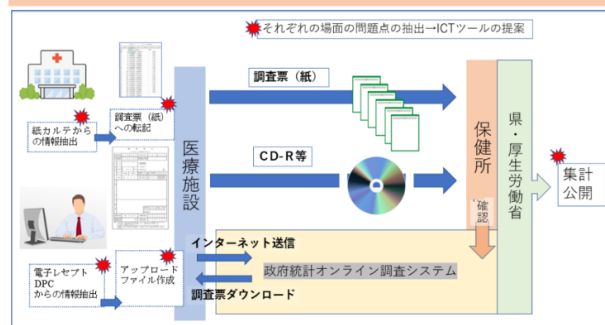 それぞれの場面の問題点の抽出→ICTツールの提案
紙カルテから
の情報抽出
調査票（紙）
への転記
医療施設
調査票（紙）
CD-R等
保健所
県・厚生労働省
集計
公開
確認
電子レセプト
DPC
からの情報抽出
アップロード
ファイル作成
インターネット送信
政府統計オンライン調査システム
調査票ダウンロード